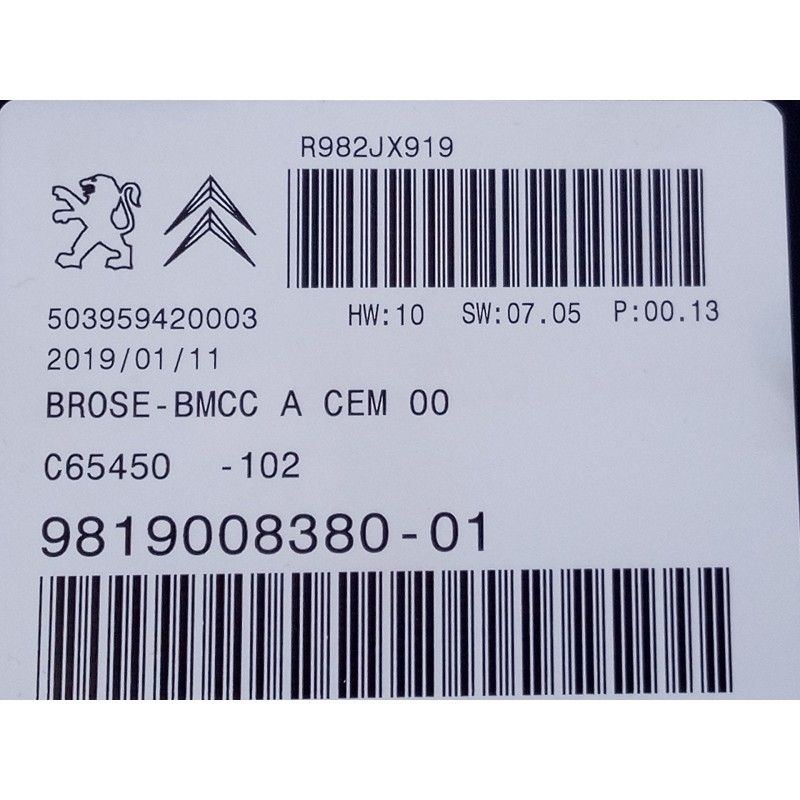 R982JX919
503959420003 HW:10 SW:07.05 P:00.13
2019/01/11
BROSE-BMCC A CEM 00
C65450 -102
9819008380-01